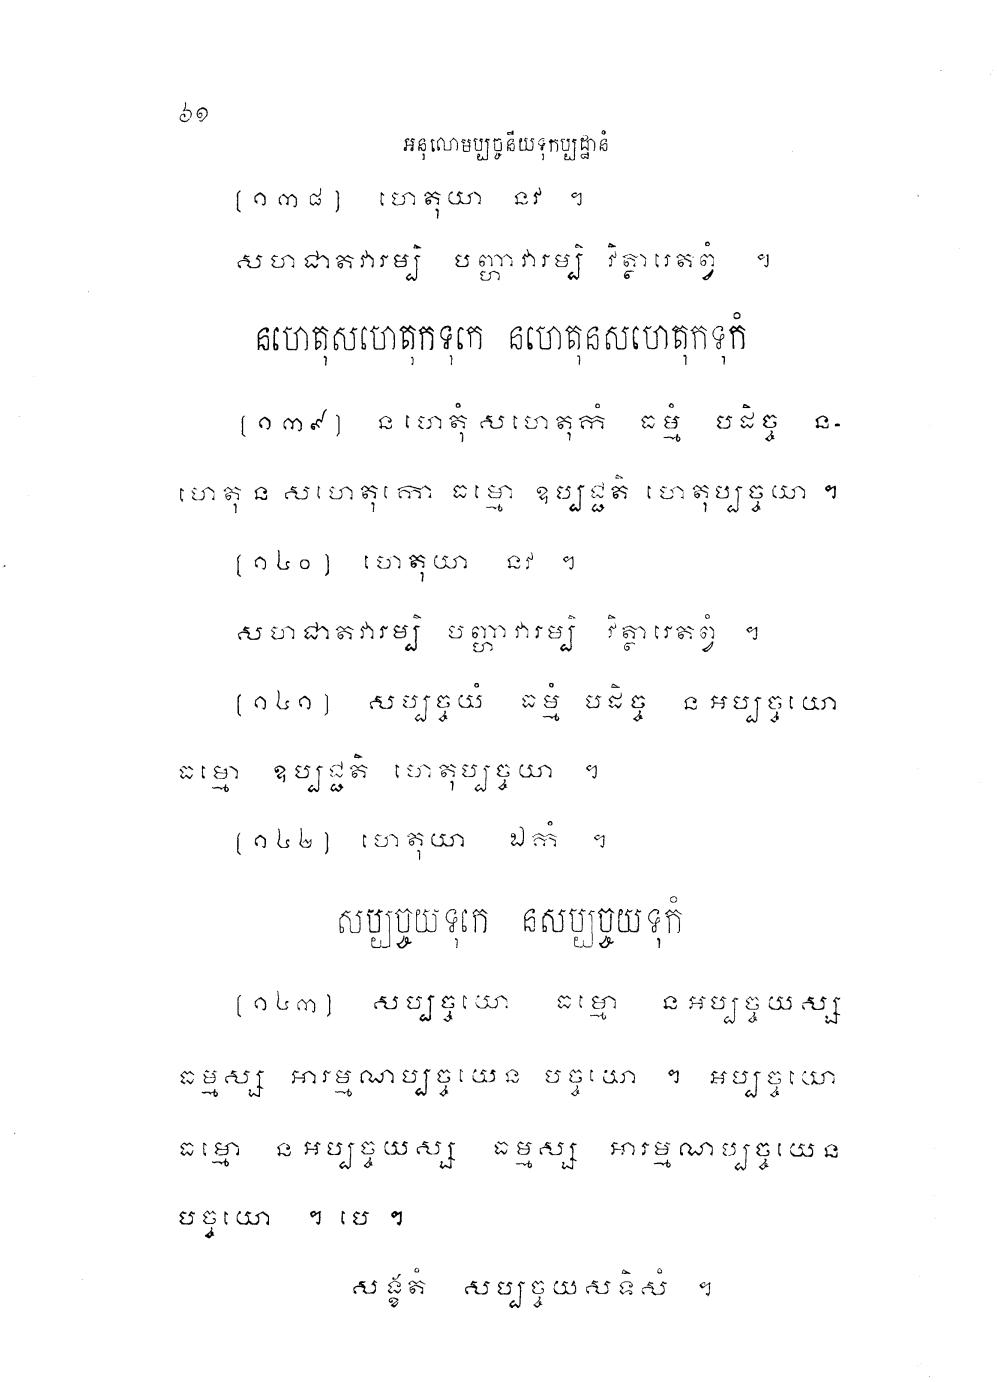 ៦១
អនុលោមប្បច្ចនីយទុកប្បដ្ឋានំ
[១៣៨] ហេតុយា នវ ។
សហជាតវារម្បិ បញ្ហាវារម្បិ វិត្ថារេតព្វំ ។
នហេតុសហេតុកទុកេ នហេតុនសហេតុកទុកំ
[១៣៩] នហេតុំ សហេតុកំ ធម្មំ បដិច្ច ន-
ហេតុ ន សហេតុកោ ធម្មោ ឧប្បជ្ជតិ ហេតុប្បច្ចយា ។
[១៤០] ហេតុយា នវ ។
សហជាតវារម្បិ បញ្ហាវារម្បិ វិត្ថារេតព្វំ ។
[១៤១] សប្បច្ចយំ ធម្មំ បដិច្ច នអប្បច្ចយោ
ធម្មោ ឧប្បជ្ជតិ ហេតុប្បច្ចយា ។
[១៤២] ហេតុយា ឯកំ ។
សប្បច្ចយទុកេ នសប្បច្ចយទុកំ
[១៤៣] សប្បច្ចយោ ធម្មោ នអប្បច្ចយស្ស
ធម្មស្ស អារម្មណប្បច្ចយេន បច្ចយោ ។ អប្បច្ចយោ
ធម្មោ នអប្បច្ចយស្ស ធម្មស្ស អារម្មណប្បច្ចយេន
បច្ចយោ ។ បេ ។
សង្ខតំ សប្បច្ចយសទិសំ ។